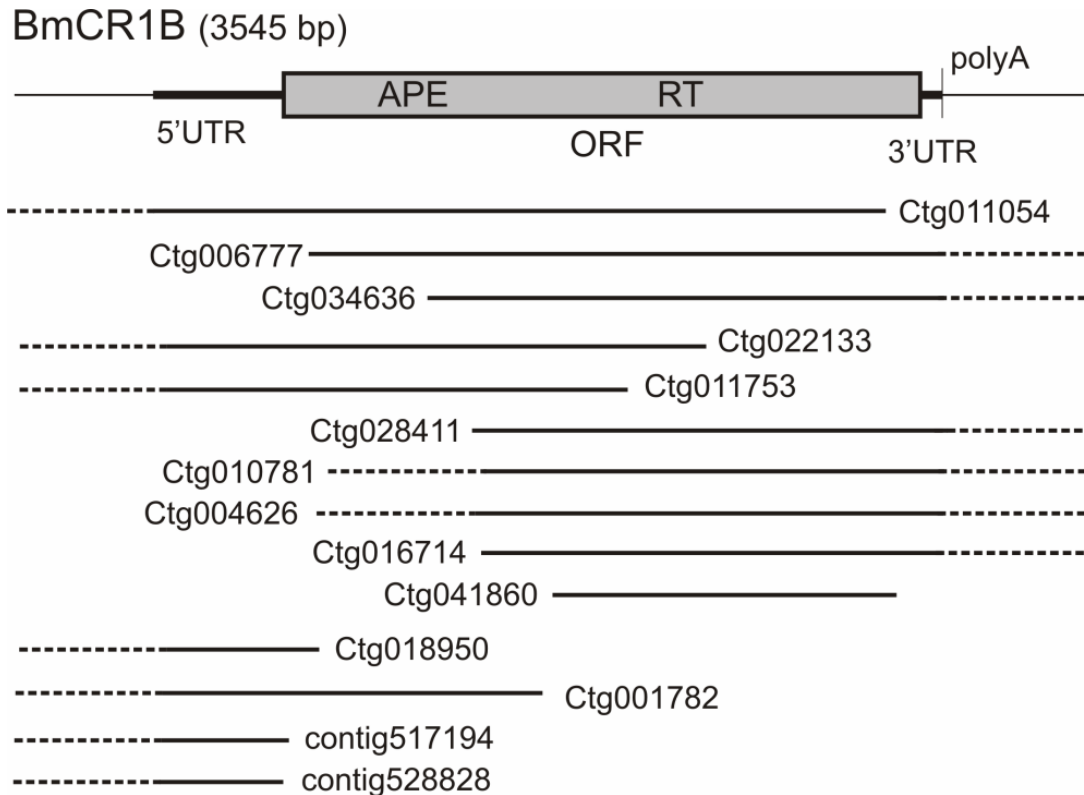 BmCR1B (3545 bp)
polyA
APE
RT
5'UTR
ORF
3'UTR
Ctg011054
Ctg006777
Ctg034636
Ctg022133
Ctg011753
Ctg028411
Ctg010781
Ctg004626
Ctg016714
Ctg041860
Ctg018950
Ctg001782
contig517194
contig528828